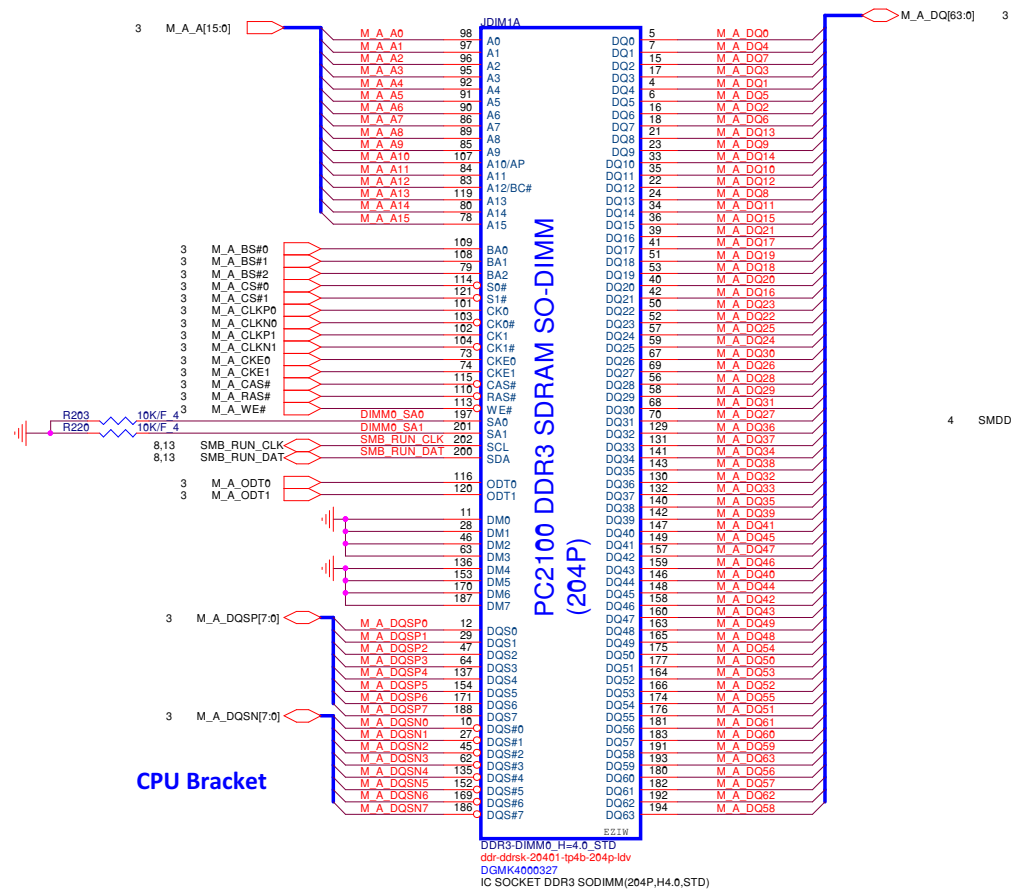 JDIM1A
3 M_A_A[15:0]
M_A_DQ[63:0] 3
M_A_A0 98 A0
M_A_A1 97 A1
M_A_A2 96 A2
M_A_A3 95 A3
M_A_A4 92 A4
M_A_A5 91 A5
M_A_A6 90 A6
M_A_A7 86 A7
M_A_A8 89 A8
M_A_A9 85 A9
M_A_A10 107 A10/AP
M_A_A11 84 A11
M_A_A12 83 A12/BC#
M_A_A13 119 A13
M_A_A14 80 A14
M_A_A15 78 A15
3 M_A_BS#0 109 BA0
3 M_A_BS#1 108 BA1
3 M_A_BS#2 79 BA2
3 M_A_CS#0 114 S0#
3 M_A_CS#1 121 S1#
3 M_A_CLKP0 101 CK0
3 M_A_CLKN0 103 CK0#
3 M_A_CLKP1 102 CK1
3 M_A_CLKN1 104 CK1#
3 M_A_CKE0 73 CKE0
3 M_A_CKE1 74 CKE1
3 M_A_CAS# 115 CAS#
3 M_A_RAS# 110 RAS#
3 M_A_WE# 113 WE#
R203 10K/F_4 DIMM0_SA0 197 SA0
R220 10K/F_4 DIMM0_SA1 201 SA1
8,13 SMB_RUN_CLK SMB_RUN_CLK 202 SCL
8,13 SMB_RUN_DAT SMB_RUN_DAT 200 SDA
3 M_A_ODT0 116 ODT0
3 M_A_ODT1 120 ODT1
11 DM0
28 DM1
46 DM2
63 DM3
136 DM4
153 DM5
170 DM6
187 DM7
3 M_A_DQSP[7:0]
M_A_DQSP0 12 DQS0
M_A_DQSP1 29 DQS1
M_A_DQSP2 47 DQS2
M_A_DQSP3 64 DQS3
M_A_DQSP4 137 DQS4
M_A_DQSP5 154 DQS5
M_A_DQSP6 171 DQS6
M_A_DQSP7 188 DQS7
3 M_A_DQSN[7:0]
M_A_DQSN0 10 DQS#0
M_A_DQSN1 27 DQS#1
M_A_DQSN2 45 DQS#2
M_A_DQSN3 62 DQS#3
M_A_DQSN4 135 DQS#4
M_A_DQSN5 152 DQS#5
M_A_DQSN6 169 DQS#6
M_A_DQSN7 186 DQS#7
CPU Bracket
PC2100 DDR3 SDRAM SO-DIMM
(204P)
DQ0 5 M_A_DQ0
DQ1 7 M_A_DQ4
DQ2 15 M_A_DQ7
DQ3 17 M_A_DQ3
DQ4 4 M_A_DQ1
DQ5 6 M_A_DQ5
DQ6 16 M_A_DQ2
DQ7 18 M_A_DQ6
DQ8 21 M_A_DQ13
DQ9 23 M_A_DQ9
DQ10 33 M_A_DQ14
DQ11 35 M_A_DQ10
DQ12 22 M_A_DQ12
DQ13 24 M_A_DQ8
DQ14 34 M_A_DQ11
DQ15 36 M_A_DQ15
DQ16 39 M_A_DQ21
DQ17 41 M_A_DQ17
DQ18 51 M_A_DQ19
DQ19 53 M_A_DQ18
DQ20 40 M_A_DQ20
DQ21 42 M_A_DQ16
DQ22 50 M_A_DQ23
DQ23 52 M_A_DQ22
DQ24 57 M_A_DQ25
DQ25 59 M_A_DQ24
DQ26 67 M_A_DQ30
DQ27 69 M_A_DQ26
DQ28 56 M_A_DQ28
DQ29 58 M_A_DQ29
DQ30 68 M_A_DQ31
DQ31 70 M_A_DQ27
DQ32 129 M_A_DQ36
DQ33 131 M_A_DQ37
DQ34 141 M_A_DQ34
DQ35 143 M_A_DQ38
DQ36 130 M_A_DQ32
DQ37 132 M_A_DQ33
DQ38 140 M_A_DQ35
DQ39 142 M_A_DQ39
DQ40 147 M_A_DQ41
DQ41 149 M_A_DQ45
DQ42 157 M_A_DQ47
DQ43 159 M_A_DQ46
DQ44 146 M_A_DQ40
DQ45 148 M_A_DQ44
DQ46 158 M_A_DQ42
DQ47 160 M_A_DQ43
DQ48 163 M_A_DQ49
DQ49 165 M_A_DQ48
DQ50 175 M_A_DQ54
DQ51 177 M_A_DQ50
DQ52 164 M_A_DQ53
DQ53 166 M_A_DQ52
DQ54 174 M_A_DQ55
DQ55 176 M_A_DQ51
DQ56 181 M_A_DQ61
DQ57 183 M_A_DQ60
DQ58 191 M_A_DQ59
DQ59 193 M_A_DQ63
DQ60 180 M_A_DQ56
DQ61 182 M_A_DQ57
DQ62 192 M_A_DQ62
DQ63 194 M_A_DQ58
4 SMDD
EZIW
DDR3-DIMM0_H=4.0_STD
ddr-ddrsk-20401-tp4b-204p-ldv
DGMK4000327
IC SOCKET DDR3 SODIMM(204P,H4.0,STD)